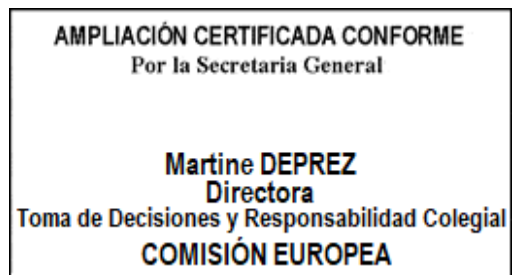 AMPLIACIÓN CERTIFICADA CONFORME
Por la Secretaria General
Martine DEPREZ
Directora
Toma de Decisiones y Responsabilidad Colegial
COMISIÓN EUROPEA